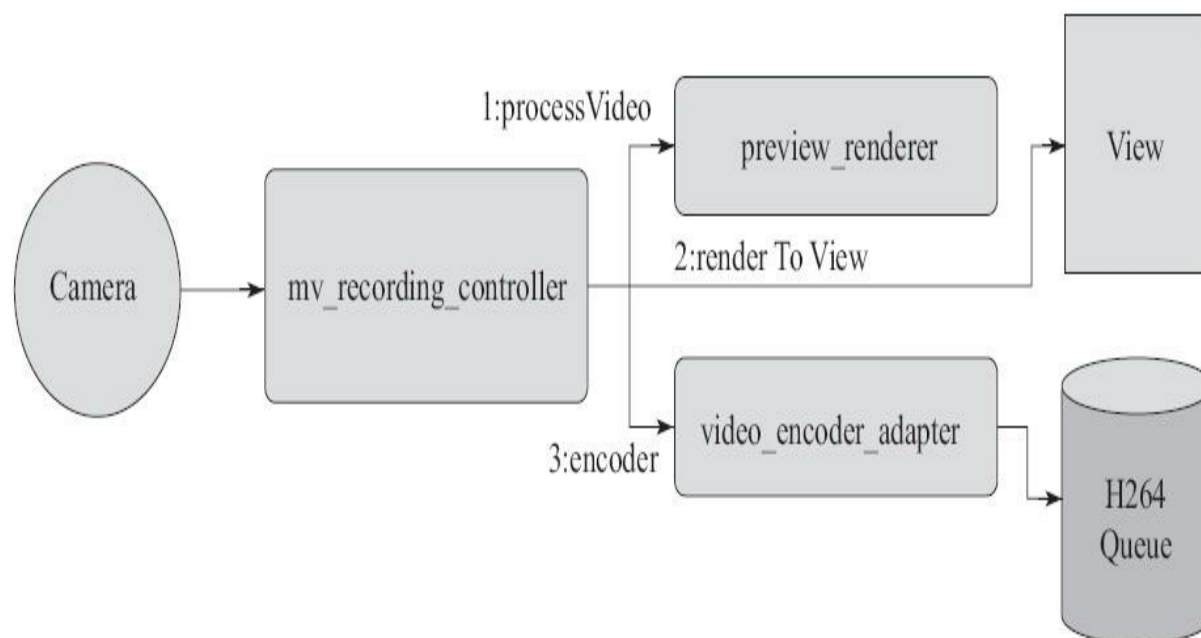 1:processVideo
preview_renderer
View
Camera
mv_recording_controller
2:render To View
3:encoder
video_encoder_adapter
H264
Queue